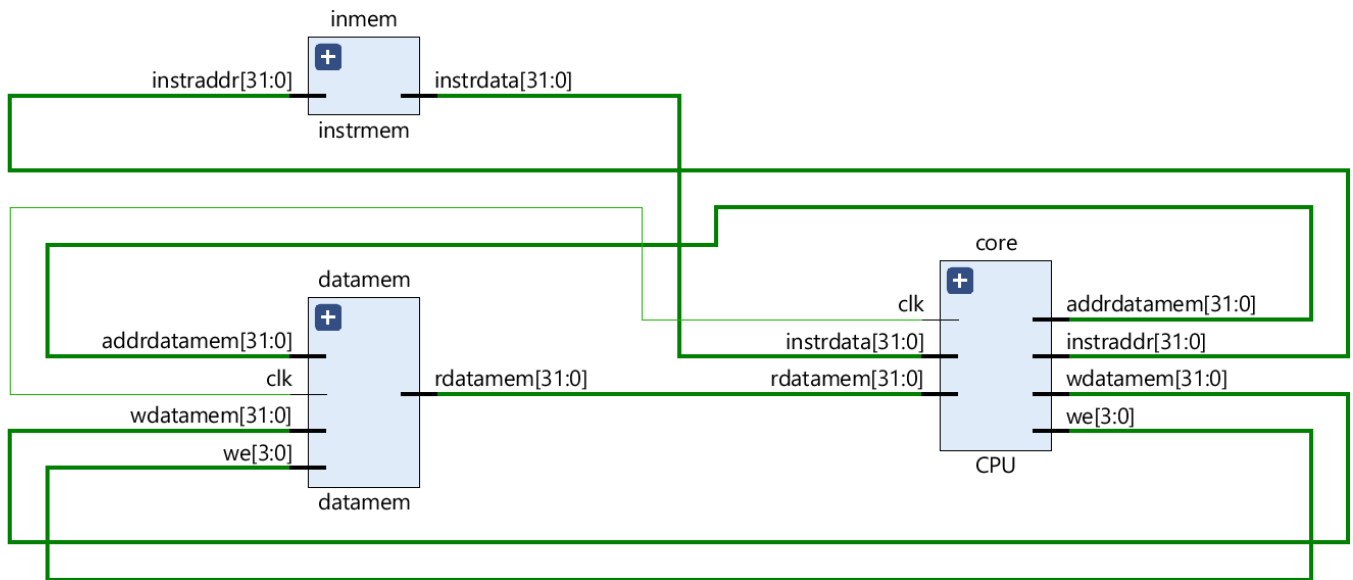 inmem
instraddr[31:0]
instrdata[31:0]
instrmem
datamem
addrdatamem[31:0]
clk
wdatamem[31:0]
we[3:0]
rdatamem[31:0]
datamem
core
clk
instrdata[31:0]
rdatamem[31:0]
addrdatamem[31:0]
instraddr[31:0]
wdatamem[31:0]
we[3:0]
CPU